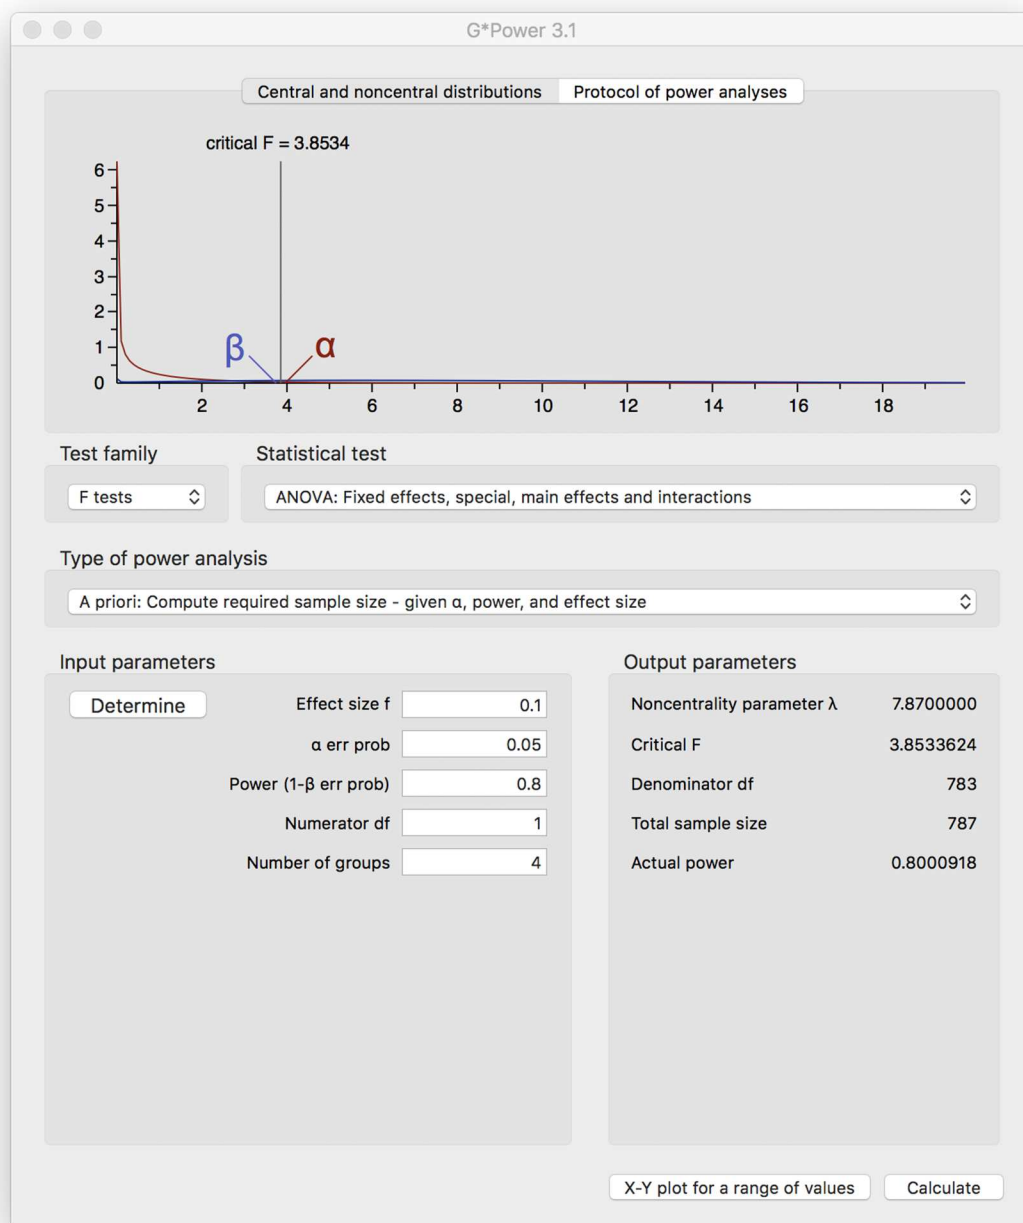 G*Power 3.1
Central and noncentral distributions Protocol of power analyses
critical F = 3.8534
6
5
4
3
2
1
0
β α
2 4 6 8 10 12 14 16 18
Test family Statistical test
F tests ANOVA: Fixed effects, special, main effects and interactions
Type of power analysis
A priori: Compute required sample size - given α, power, and effect size
Input parameters
Determine
Effect size f 0.1
α err prob 0.05
Power (1-β err prob) 0.8
Numerator df 1
Number of groups 4
Output parameters
Noncentrality parameter λ 7.8700000
Critical F 3.8533624
Denominator df 783
Total sample size 787
Actual power 0.8000918
X-Y plot for a range of values Calculate